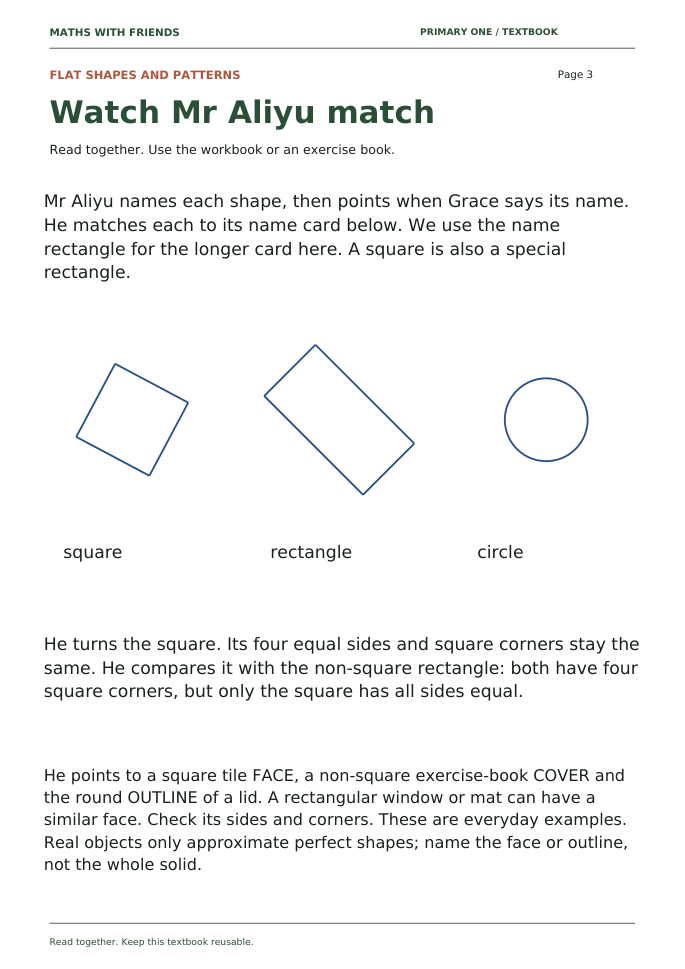 MATHS WITH FRIENDS
PRIMARY ONE / TEXTBOOK
FLAT SHAPES AND PATTERNS
Page 3
Watch Mr Aliyu match
Read together. Use the workbook or an exercise book.
Mr Aliyu names each shape, then points when Grace says its name.
He matches each to its name card below. We use the name
rectangle for the longer card here. A square is also a special
rectangle.
square
rectangle
circle
He turns the square. Its four equal sides and square corners stay the
same. He compares it with the non-square rectangle: both have four
square corners, but only the square has all sides equal.
He points to a square tile FACE, a non-square exercise-book COVER and
the round OUTLINE of a lid. A rectangular window or mat can have a
similar face. Check its sides and corners. These are everyday examples.
Real objects only approximate perfect shapes; name the face or outline,
not the whole solid.
Read together. Keep this textbook reusable.